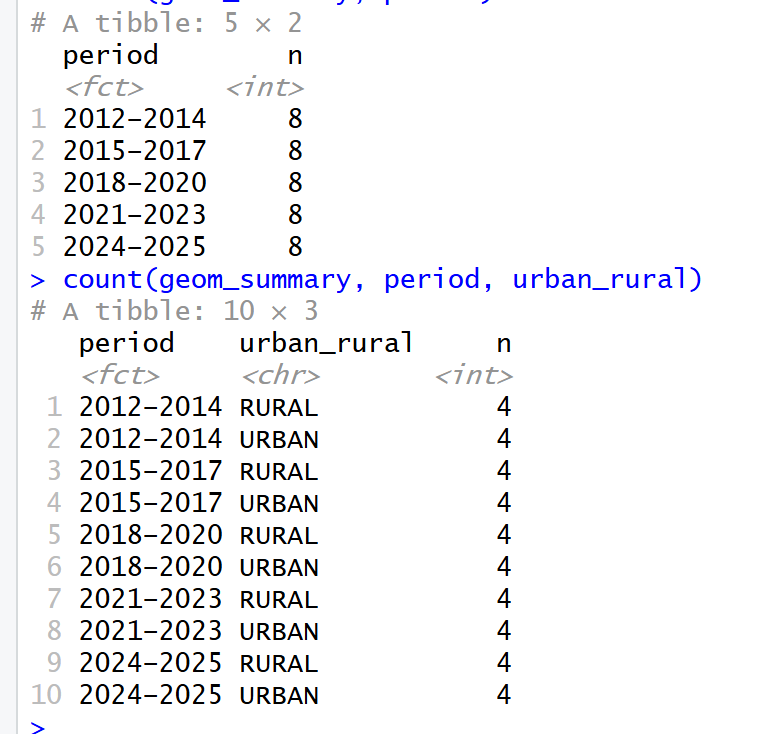 # A tibble: 5 × 2
period n
<fct> <int>
1 2012-2014 8
2 2015-2017 8
3 2018-2020 8
4 2021-2023 8
5 2024-2025 8
> count(geom_summary, period, urban_rural)
# A tibble: 10 × 3
period urban_rural n
<fct> <chr> <int>
1 2012-2014 RURAL 4
2 2012-2014 URBAN 4
3 2015-2017 RURAL 4
4 2015-2017 URBAN 4
5 2018-2020 RURAL 4
6 2018-2020 URBAN 4
7 2021-2023 RURAL 4
8 2021-2023 URBAN 4
9 2024-2025 RURAL 4
10 2024-2025 URBAN 4
>